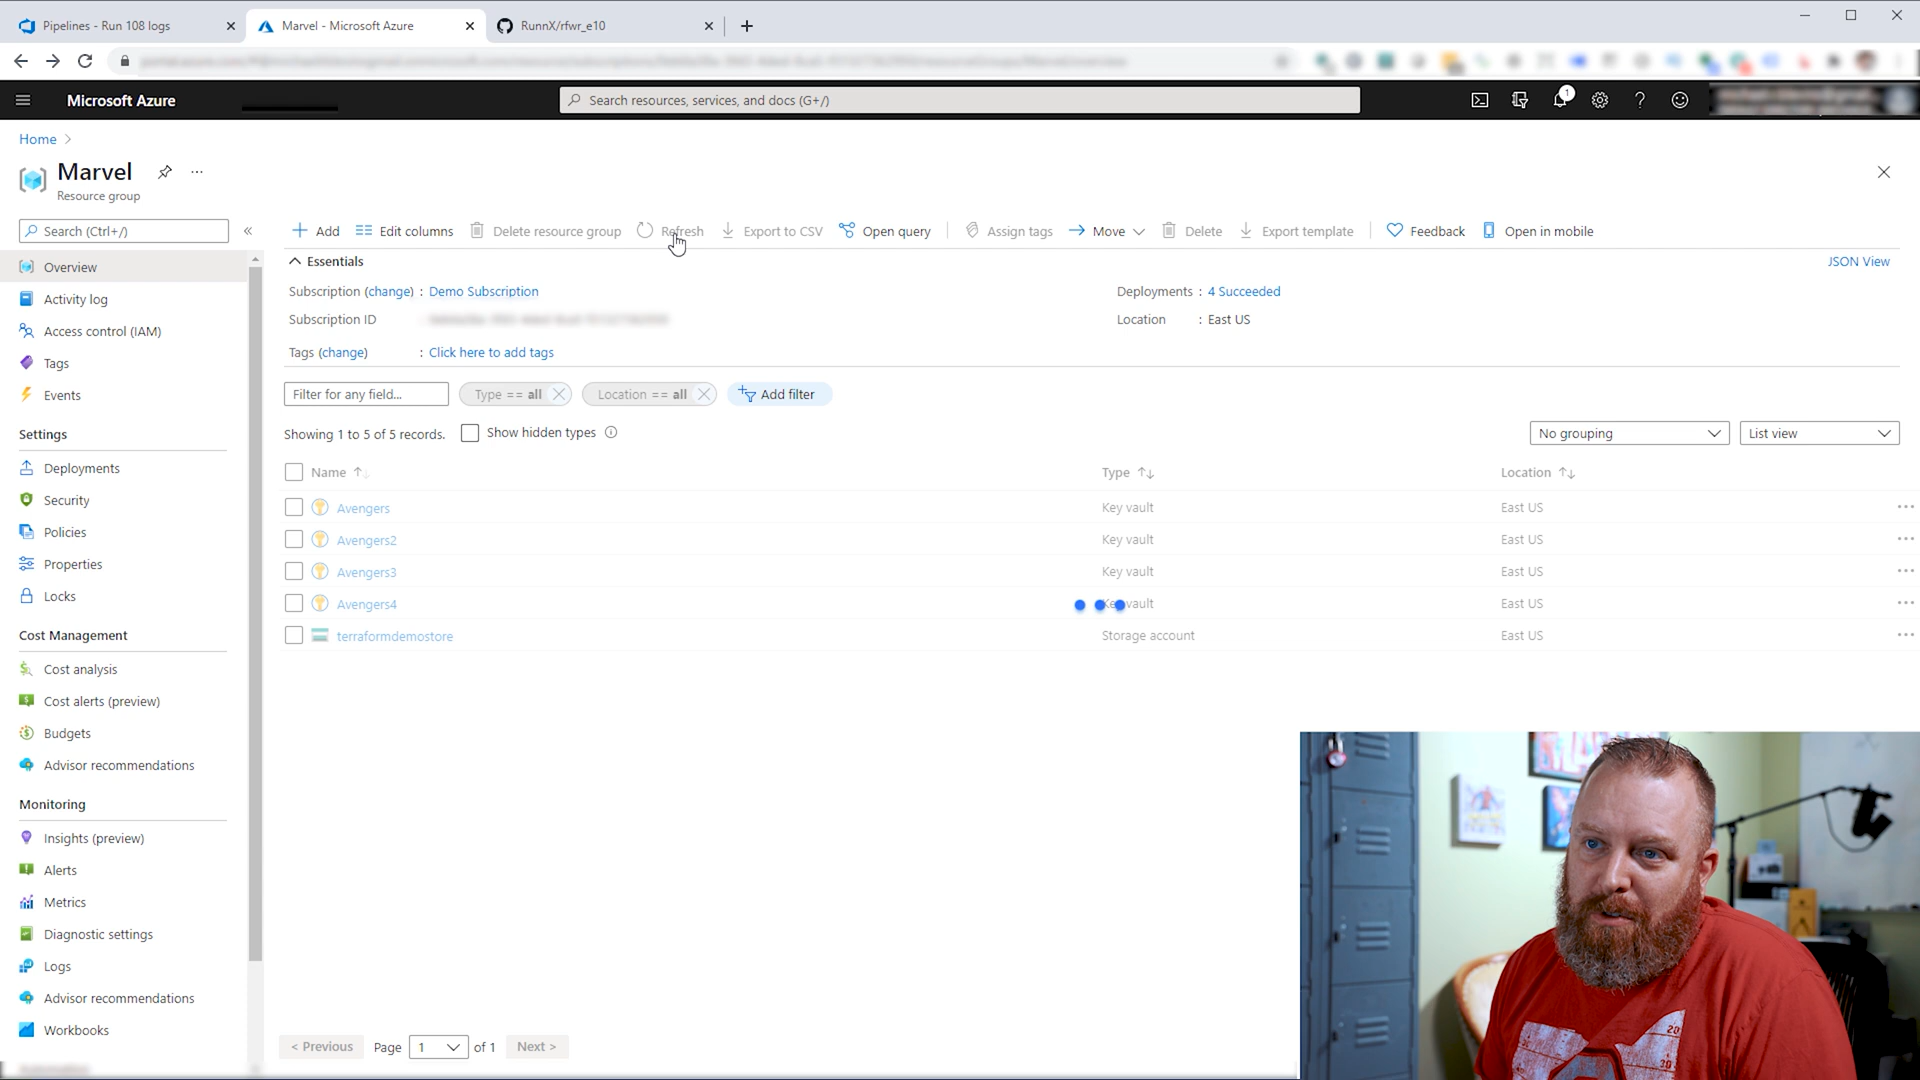 Pipelines - Run 108 logs
Marvel - Microsoft Azure
RunnX/rfwr_e10
Microsoft Azure
Search resources, services, and docs (G+/)
1
Home
Marvel
Resource group
Search (Ctrl+/)
Add
Edit columns
Delete resource group
Refresh
Export to CSV
Open query
Assign tags
Move
Delete
Export template
Feedback
Open in mobile
Overview
Activity log
Access control (IAM)
Tags
Events
Settings
Deployments
Security
Policies
Properties
Locks
Cost Management
Cost analysis
Cost alerts (preview)
Budgets
Advisor recommendations
Monitoring
Insights (preview)
Alerts
Metrics
Diagnostic settings
Logs
Advisor recommendations
Workbooks
Essentials
JSON View
Subscription (change) : Demo Subscription
Deployments : 4 Succeeded
Subscription ID
Location : East US
Tags (change) : Click here to add tags
Filter for any field...
Type == all
Location == all
Add filter
Showing 1 to 5 of 5 records.
Show hidden types
No grouping
List view
Name Type Location
Avengers Key vault East US
Avengers2 Key vault East US
Avengers3 Key vault East US
Avengers4 Key vault East US
terraformdemostore Storage account East US
< Previous Page 1 of 1 Next >